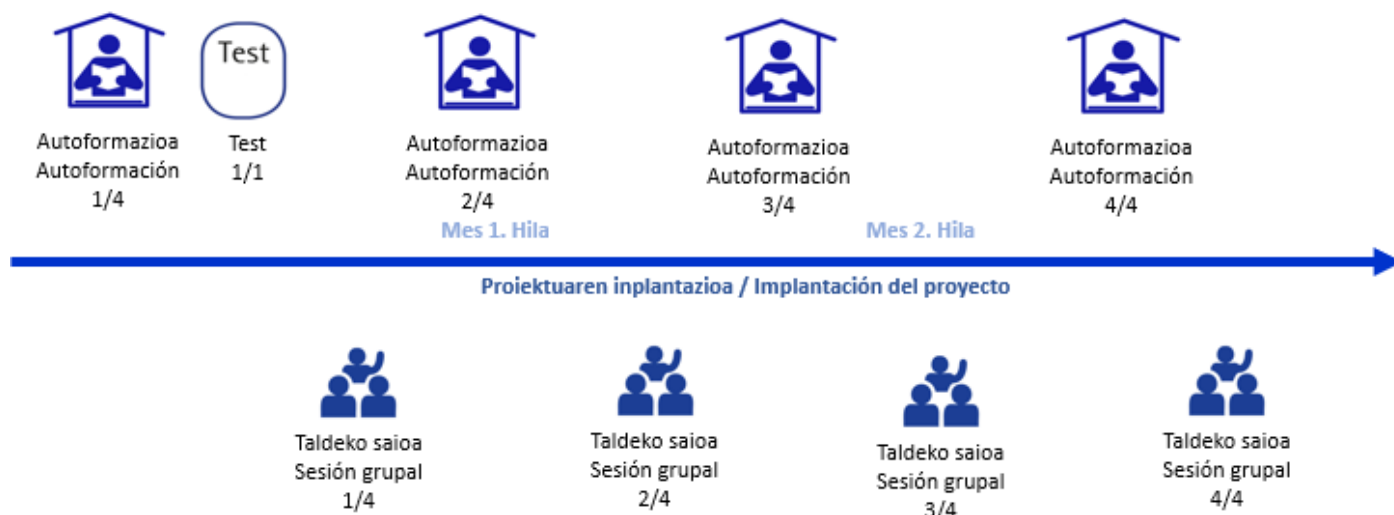 Test
Autoformazioa
Autoformación
1/4
Test
1/1
Autoformazioa
Autoformación
2/4
Autoformazioa
Autoformación
3/4
Autoformazioa
Autoformación
4/4
Mes 1. Hila
Mes 2. Hila
Proiektuaren inplantazioa / Implantación del proyecto
Taldeko saioa
Sesión grupal
1/4
Taldeko saioa
Sesión grupal
2/4
Taldeko saioa
Sesión grupal
3/4
Taldeko saioa
Sesión grupal
4/4